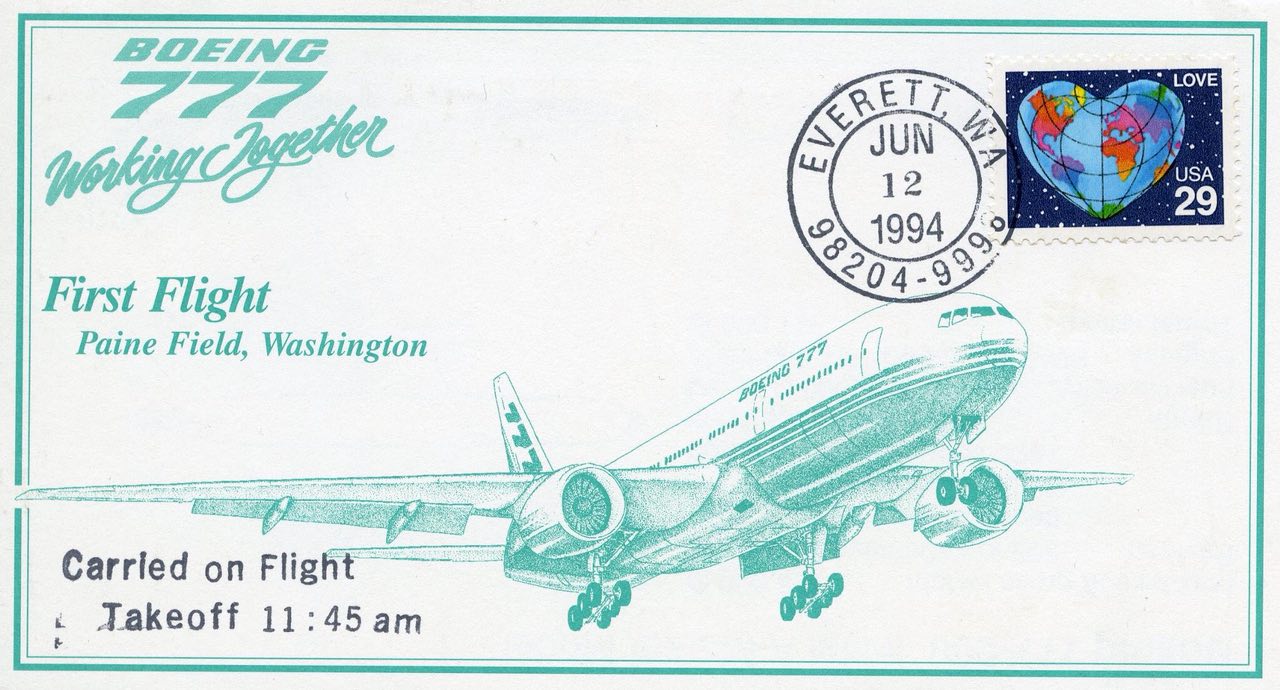 BOEING
777
Working Together
First Flight
Paine Field, Washington
EVERETT, WA
JUN
12
1994
98204-9998
LOVE
USA
29
BOEING 777
777
Carried on Flight
Takeoff 11:45 am